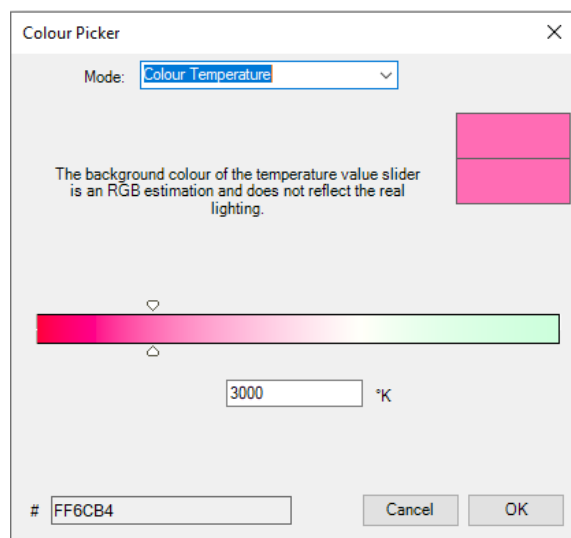 Colour Picker
Mode: Colour Temperature
The background colour of the temperature value slider
is an RGB estimation and does not reflect the real
lighting.
3000 °K
# FF6CB4 Cancel OK